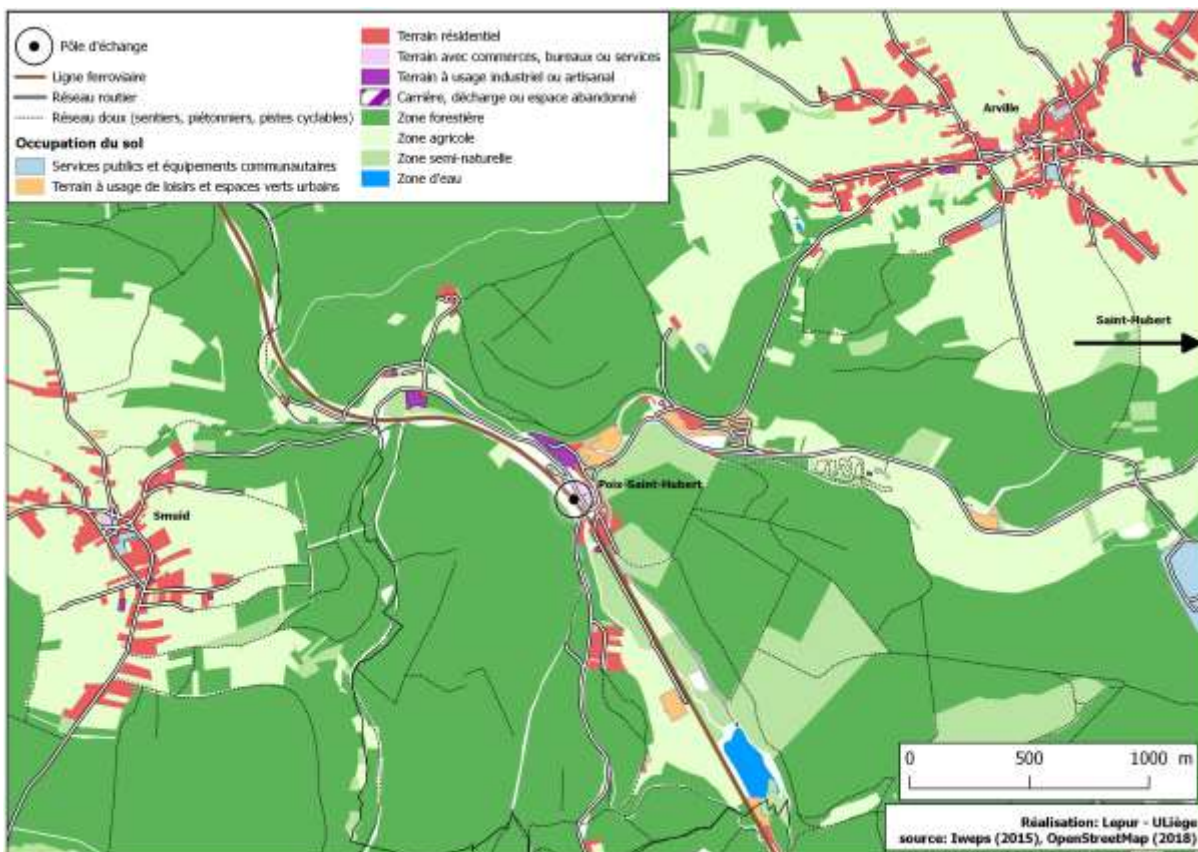 Pôle d'échange
Ligne ferroviaire
Réseau routier
Réseau doux (sentiers, piétonniers, pistes cyclables)
Occupation du sol
Services publics et équipements communautaires
Terrain à usage de loisirs et espaces verts urbains
Terrain résidentiel
Terrain avec commerces, bureaux ou services
Terrain à usage industriel ou artisanal
Carrière, décharge ou espace abandonné
Zone forestière
Zone agricole
Zone semi-naturelle
Zone d'eau
Arville
Saint-Hubert
Poix-Saint-Hubert
Smuid
0 500 1000 m
Réalisation: Lepur - ULiège
source: Iweps (2015), OpenStreetMap (2018)